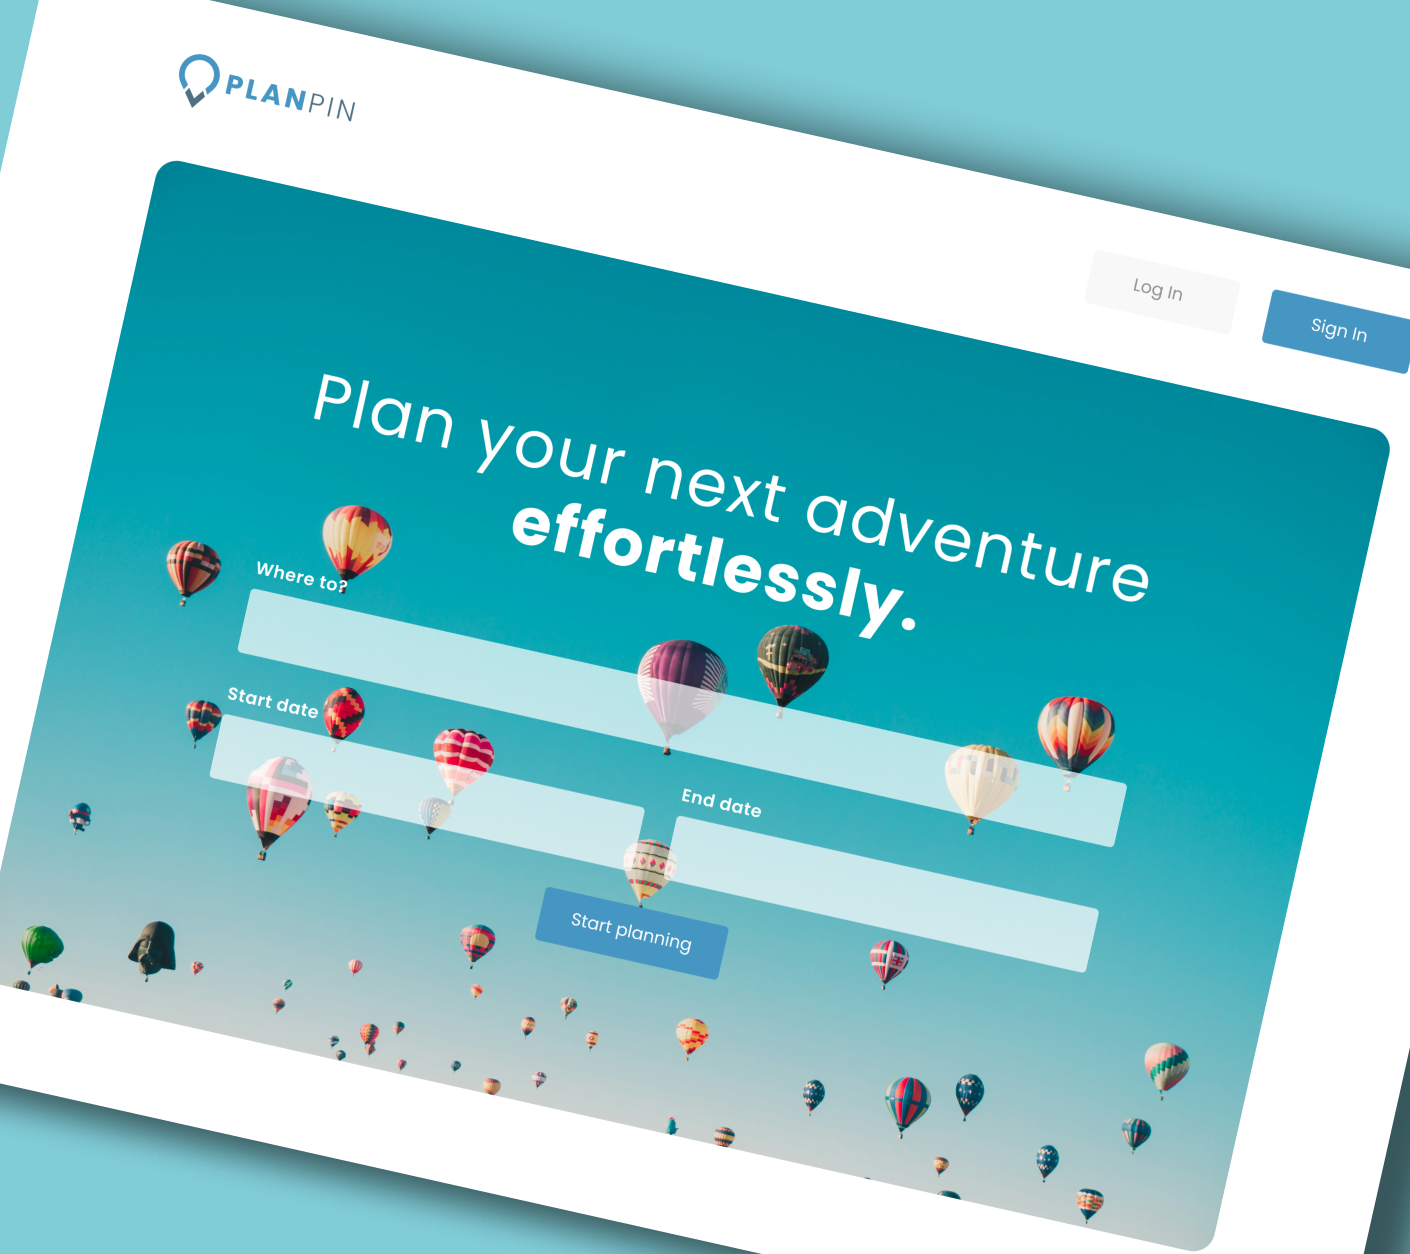 PLANPIN
Log In
Sign In
Plan your next adventure
effortlessly.
Where to?
Start date
End date
Start planning